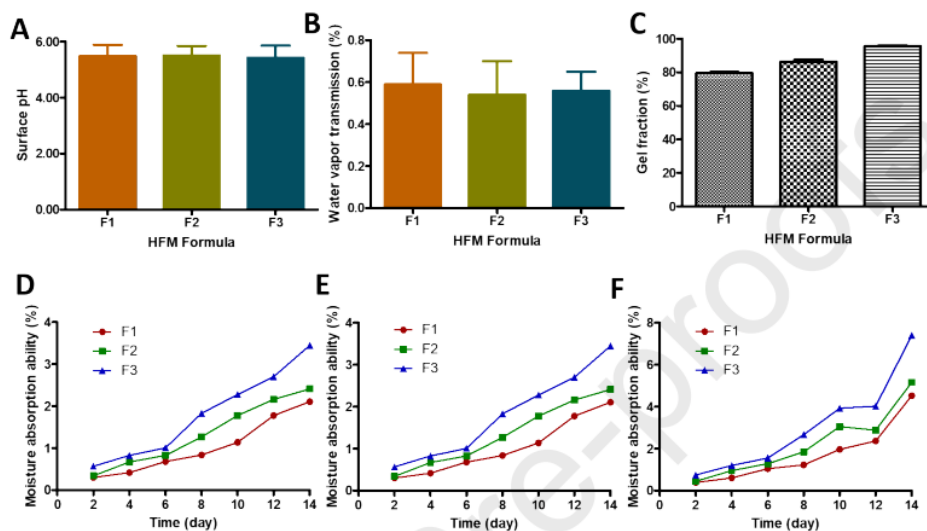 A
Surface pH
6.00
4.00
2.00
0.00
F1 F2 F3
HFM Formula
B
Water vapor transmission (%)
0.8
0.6
0.4
0.2
0.0
F1 F2 F3
HFM Formula
C
Gel fraction (%)
100
80
60
40
20
0
F1 F2 F3
HFM Formula
D
Moisture absorption ability (%)
4
3
2
1
0
F1
F2
F3
0 2 4 6 8 10 12 14
Time (day)
E
Moisture absorption ability (%)
4
3
2
1
0
F1
F2
F3
0 2 4 6 8 10 12 14
Time (day)
F
Moisture absorption ability (%)
8
6
4
2
0
F1
F2
F3
0 2 4 6 8 10 12 14
Time (day)
re-proofs